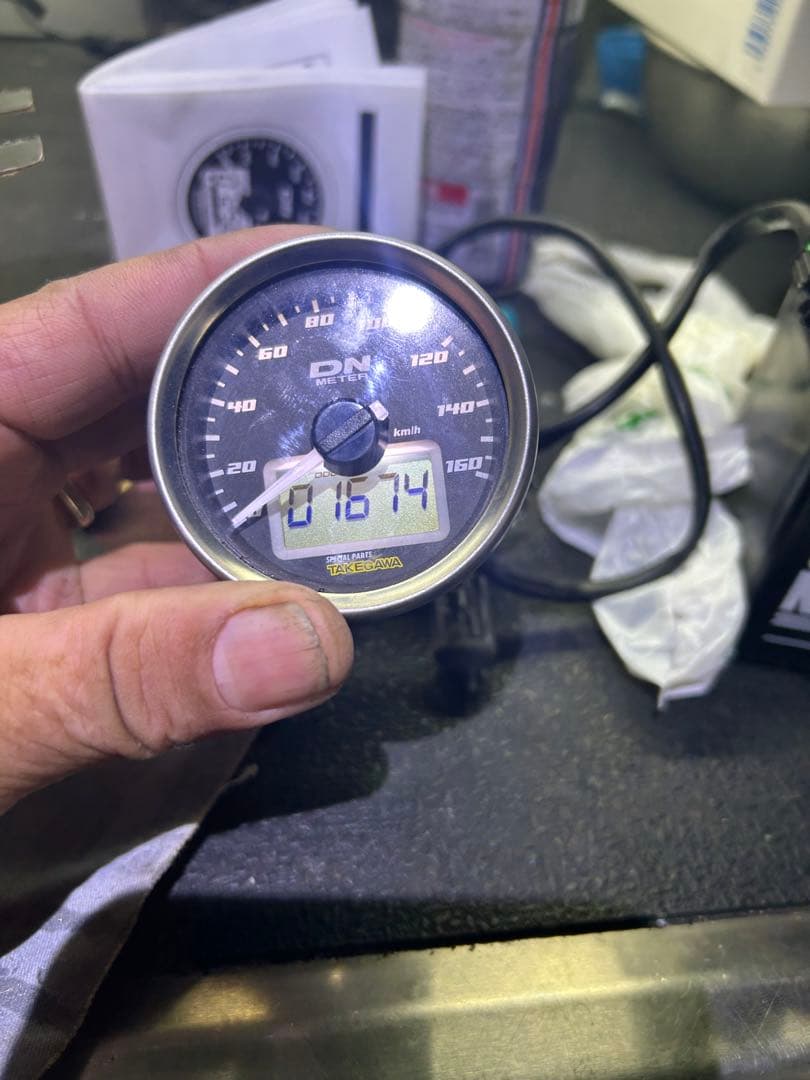 80
60
120
DN
METER
40
140
km/h
20
160
01674
SPECIAL PARTS
TAKEGAWA